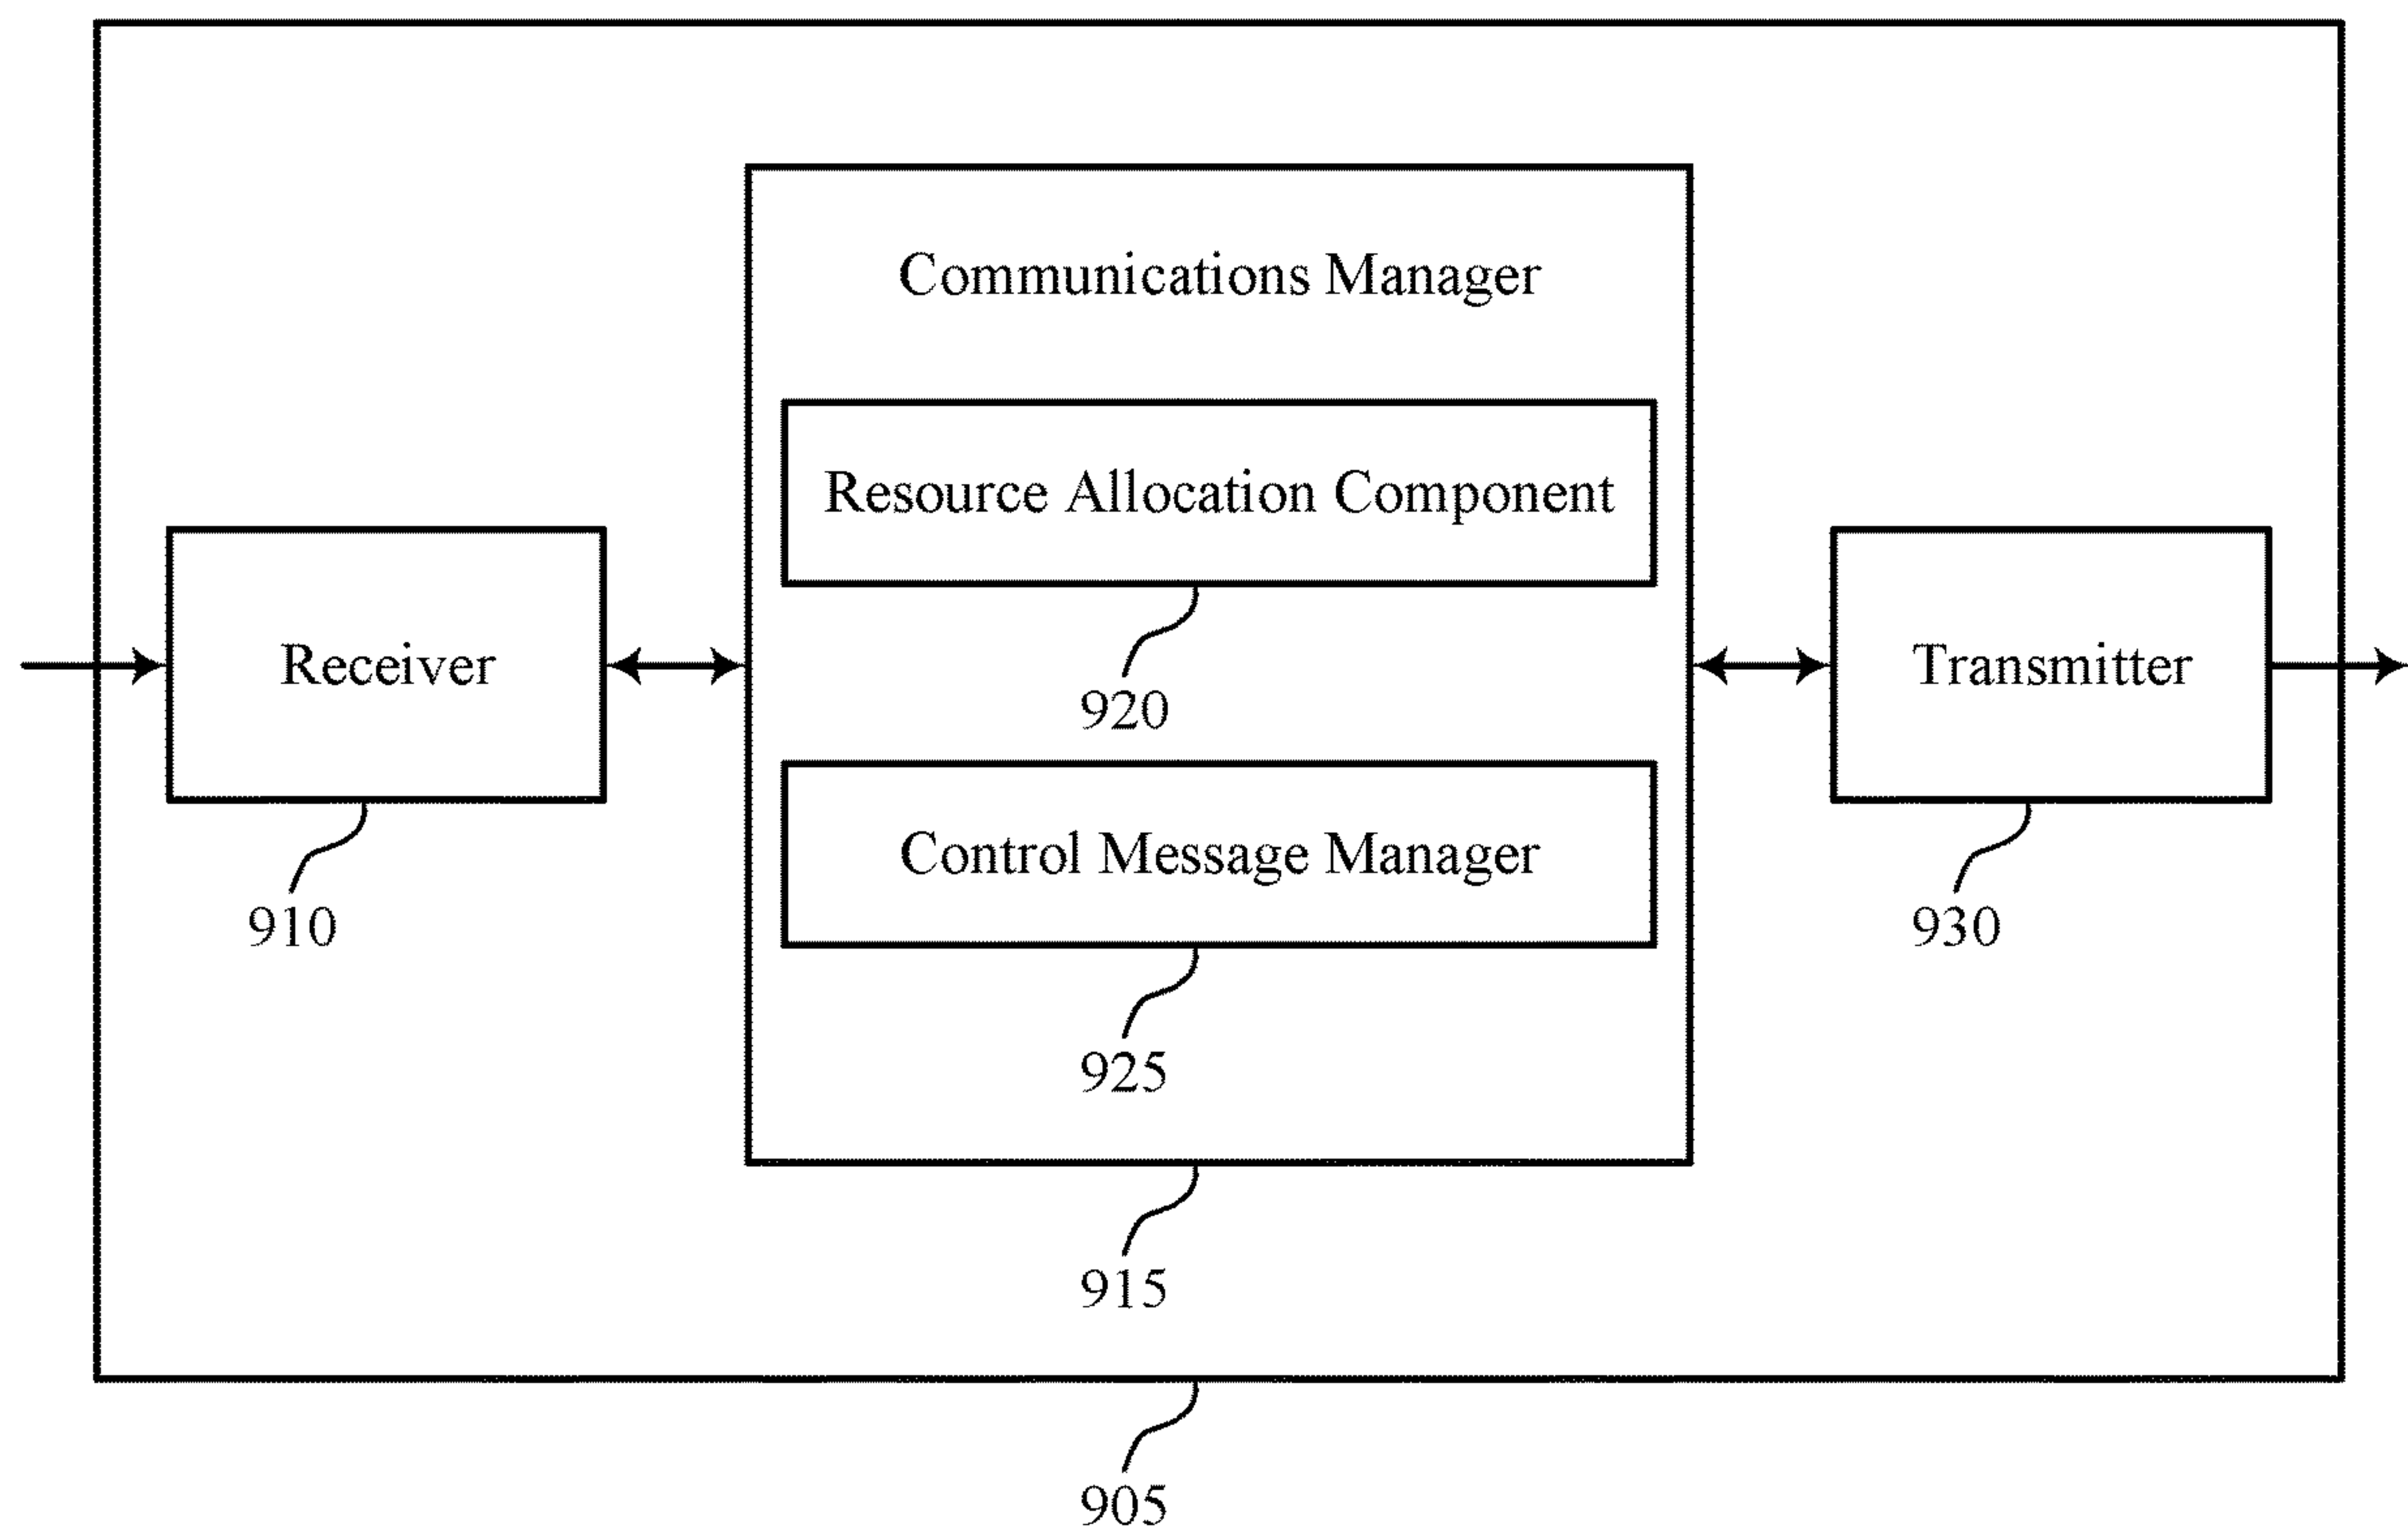 Communications Manager
Resource Allocation Component
920
Receiver
910
Transmitter
930
Control Message Manager
925
915
905